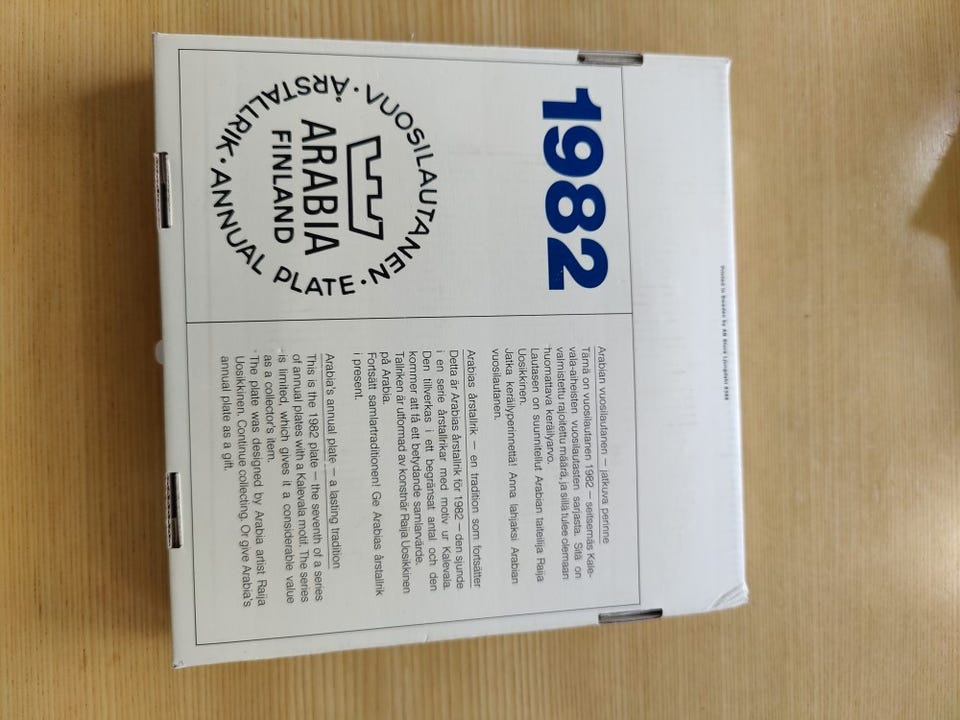 1982
VUOSILAUTANEN · ÅRSTALLRIK · ANNUAL PLATE ·
ARABIA
FINLAND
Arabian vuosilautanen – jatkuva perinne
Tämä on vuosilautanen 1982 – seitsemäs Kale-
vala-aiheisten vuosilautasten sarjasta. Sitä on
valmistettu rajoitettu määrä, ja sillä tulee olemaan
huomattava keräilyarvo.
Lautasen on suunnitellut Arabian taiteilija Raija
Uosikkinen.
Jatka keräilyperinnettä! Anna lahjaksi Arabian
vuosilautanen.
Arabias årstallrik – en tradition som fortsätter
Detta är Arabias årstallrik för 1982 – den sjunde
i en serie årstallrikar med motiv ur Kalevala.
Den tillverkas i ett begränsat antal och den
kommer att få ett betydande samlarvärde.
Tallriken är utformad av konstnär Raija Uosikkinen
på Arabia.
Fortsätt samlartraditionen! Ge Arabias årstallrik
i present.
Arabia's annual plate – a lasting tradition
This is the 1982 plate – the seventh of a series
of annual plates with a Kalevala motif. The series
is limited, which gives it a considerable value
as a collector's item.
The plate was designed by Arabia artist Raija
Uosikkinen. Continue collecting. Or give Arabia's
annual plate as a gift.
Printed in Sweden by AB